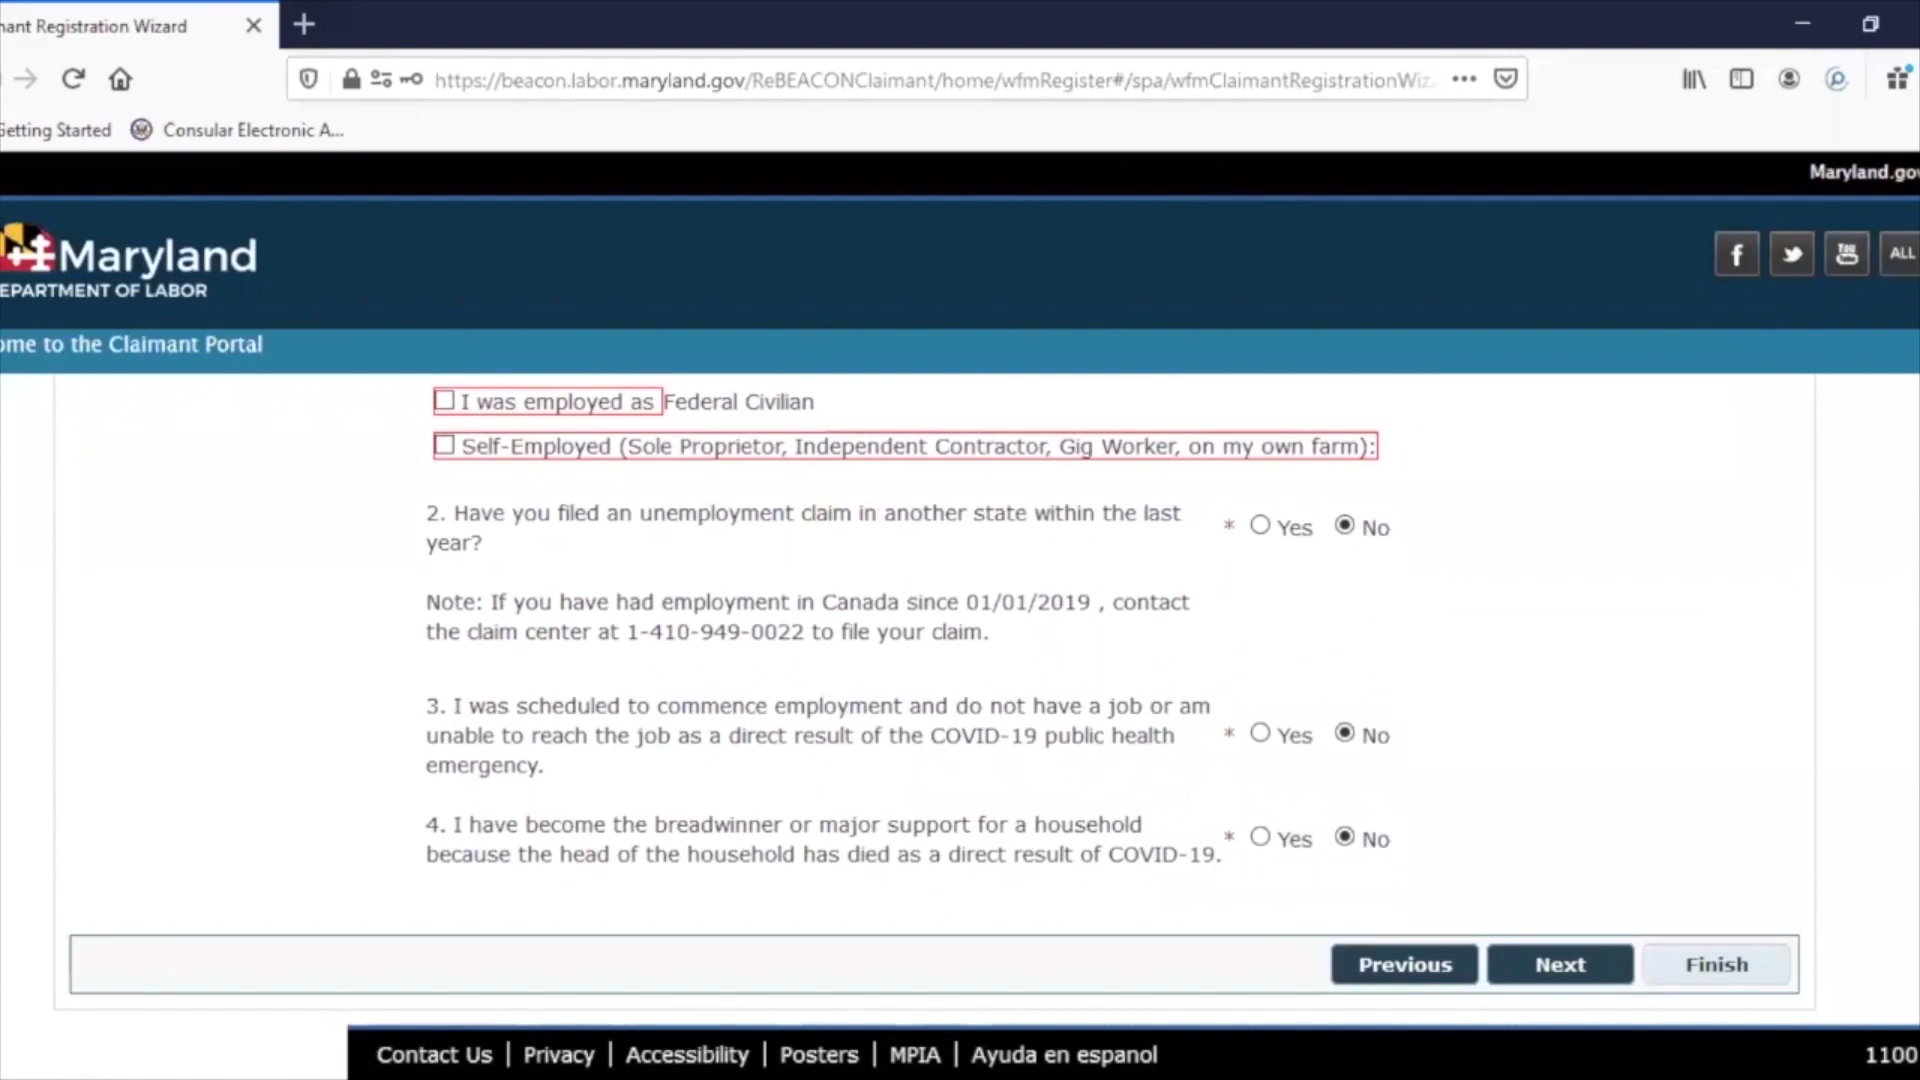 nant Registration Wizard
https://beacon.labor.maryland.gov/ReBEACONClaimant/home/wfmRegister#/spa/wfmClaimantRegistrationWiz
Getting Started Consular Electronic A...
Maryland.gov
Maryland
EPARTMENT OF LABOR
f You ALL
ome to the Claimant Portal
I was employed as Federal Civilian
Self-Employed (Sole Proprietor, Independent Contractor, Gig Worker, on my own farm):
2. Have you filed an unemployment claim in another state within the last
year?
* Yes No
Note: If you have had employment in Canada since 01/01/2019 , contact
the claim center at 1-410-949-0022 to file your claim.
3. I was scheduled to commence employment and do not have a job or am
unable to reach the job as a direct result of the COVID-19 public health
emergency.
* Yes No
4. I have become the breadwinner or major support for a household
because the head of the household has died as a direct result of COVID-19.
* Yes No
Previous Next Finish
Contact Us | Privacy | Accessibility | Posters | MPIA | Ayuda en espanol
1100